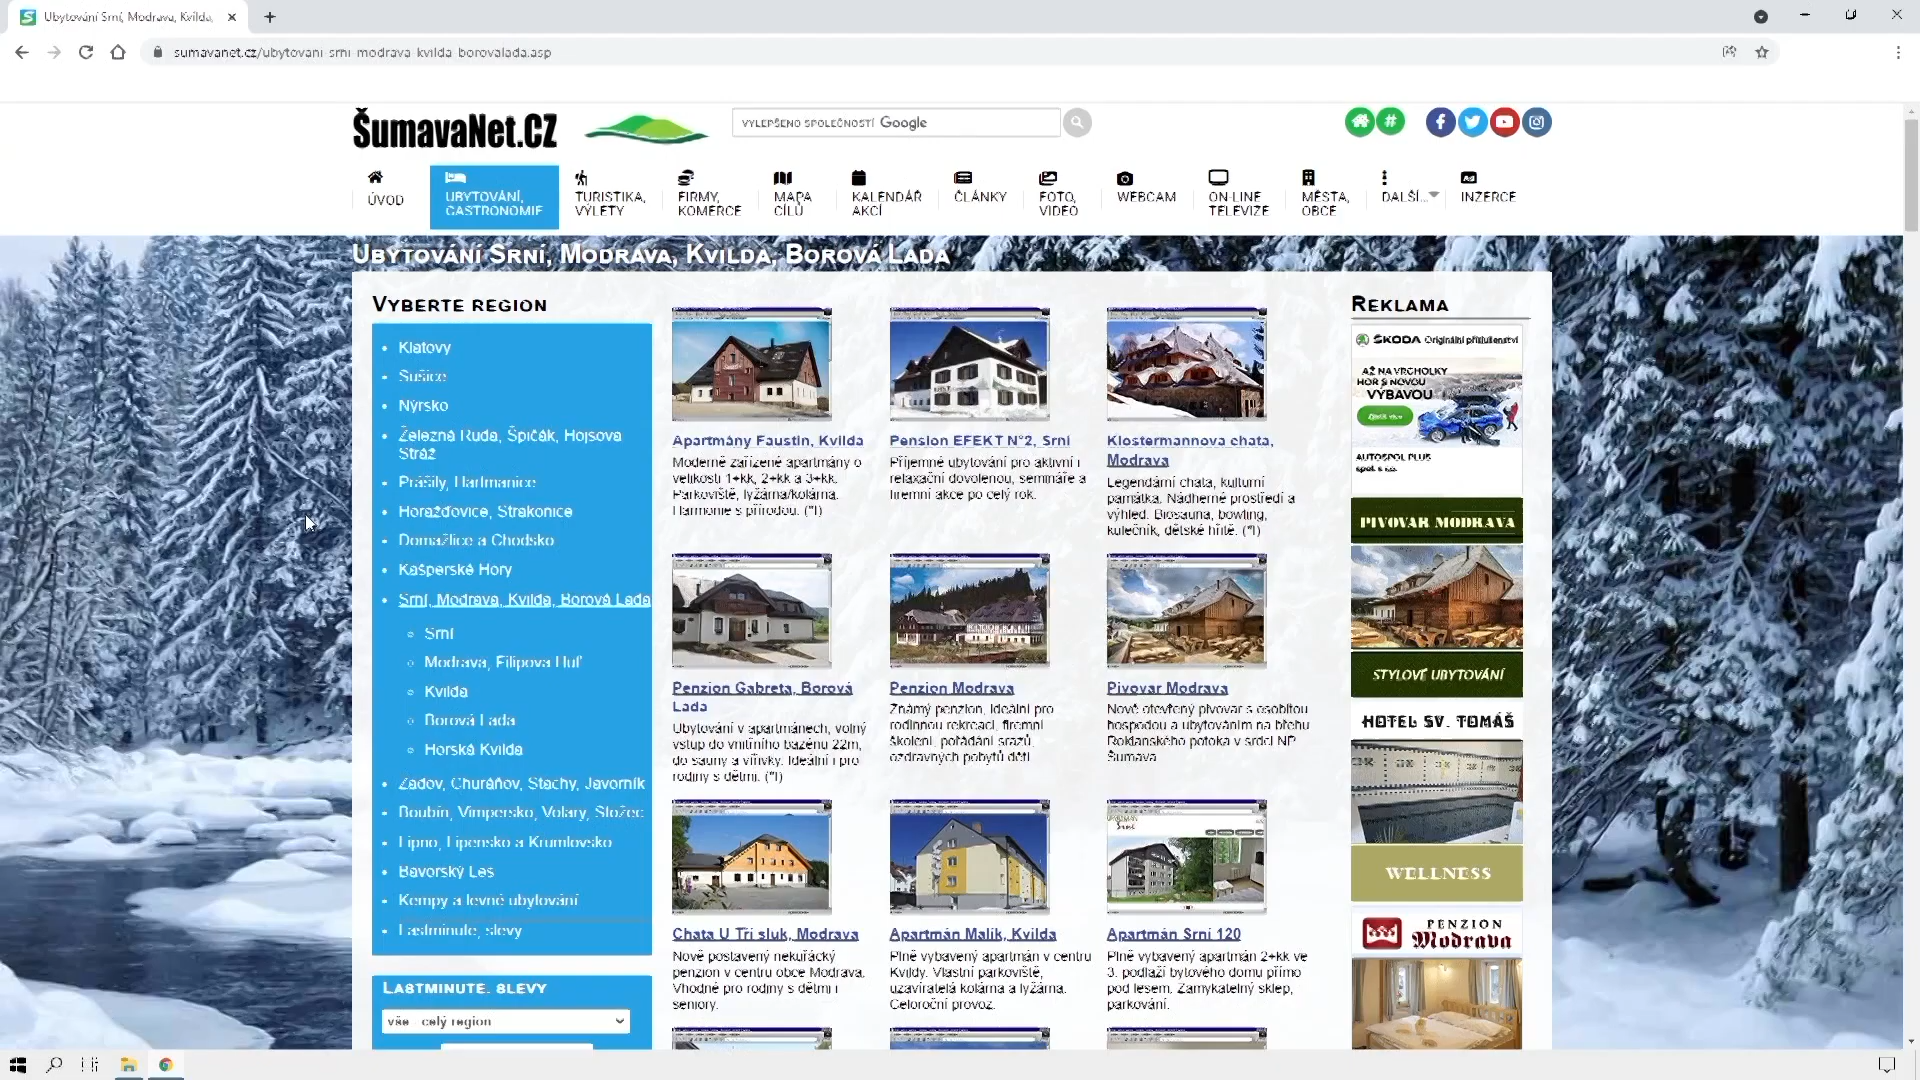 Ubytování Srní, Modrava, Kvilda,
sumavanet.cz/ubytovani-srni-modrava-kvilda-borovalada.asp
ŠumavaNet.CZ
VYLEPŠENO SPOLEČNOSTÍ Google
ÚVOD
UBYTOVÁNÍ,
GASTRONOMIE
TURISTIKA,
VÝLETY
FIRMY,
KOMERCE
MAPA
CÍLŮ
KALENDÁŘ
AKCÍ
ČLÁNKY
FOTO,
VIDEO
WEBCAM
ON-LINE
TELEVIZE
MĚSTA,
OBCE
DALŠÍ...
INZERCE
Ubytování Srní, Modrava, Kvilda, Borová Lada
Vyberte region
Klatovy
Sušice
Nýrsko
Železná Ruda, Špičák, Hojsova
Stráž
Prášily, Hartmanice
Horažďovice, Strakonice
Domažlice a Chodsko
Kašperské Hory
Srní, Modrava, Kvilda, Borová Lada
Srní
Modrava, Filipova Huť
Kvilda
Borová Lada
Horská Kvilda
Zadov, Churáňov, Stachy, Javorník
Boubín, Vimpersko, Volary, Stožec
Lipno, Lipensko a Krumlovsko
Bavorský Les
Kempy a levné ubytování
Lastminute, slevy
Lastminute, slevy
vše - celý region
Apartmány Faustin, Kvilda
Moderně zařízené apartmány o
velikosti 1+kk, 2+kk a 3+kk.
Parkoviště, lyžárna/kolárna.
Harmonie s přírodou. (*I)
Pension EFEKT N°2, Srní
Příjemné ubytování pro aktivní i
relaxační dovolenou, semináře a
firemní akce po celý rok.
Klostermannova chata,
Modrava
Legendární chata, kulturní
památka. Nádherné prostředí a
výhled. Biosauna, bowling,
kulečník, dětské hřiště. (*I)
Penzion Gabreta, Borová
Lada
Ubytování v apartmánech, volný
vstup do vnitřního bazénu 22m,
do sauny a vířivky. Ideální i pro
rodiny s dětmi. (*I)
Penzion Modrava
Známý penzion, ideální pro
rodinnou rekreaci, firemní
školení, pořádání srazů,
ozdravných pobytů dětí.
Pivovar Modrava
Nově otevřený pivovar s osobitou
hospodou a ubytováním na břehu
Roklanského potoka v srdci NP
Šumava.
Chata U Tří sluk, Modrava
Nově postavený nekuřácký
penzion v centru obce Modrava.
Vhodné pro rodiny s dětmi i
seniory.
Apartmán Malík, Kvilda
Plně vybavený apartmán v centru
Kvildy. Vlastní parkoviště,
uzavíratelá kolárna a lyžárna.
Celoroční provoz.
Apartmán Srní 120
Plně vybavený apartmán 2+kk ve
3. podlaží bytového domu přímo
pod lesem. Zamykatelný sklep,
parkování.
Reklama
ŠKODA Originální příslušenství
AŽ NA VRCHOLKY
HOR S NOVOU
VÝBAVOU
AUTOSPOL PLUS
spol. s r.o.
PIVOVAR MODRAVA
STYLOVÉ UBYTOVÁNÍ
HOTEL SV. TOMÁŠ
WELLNESS
PENZION
Modrava